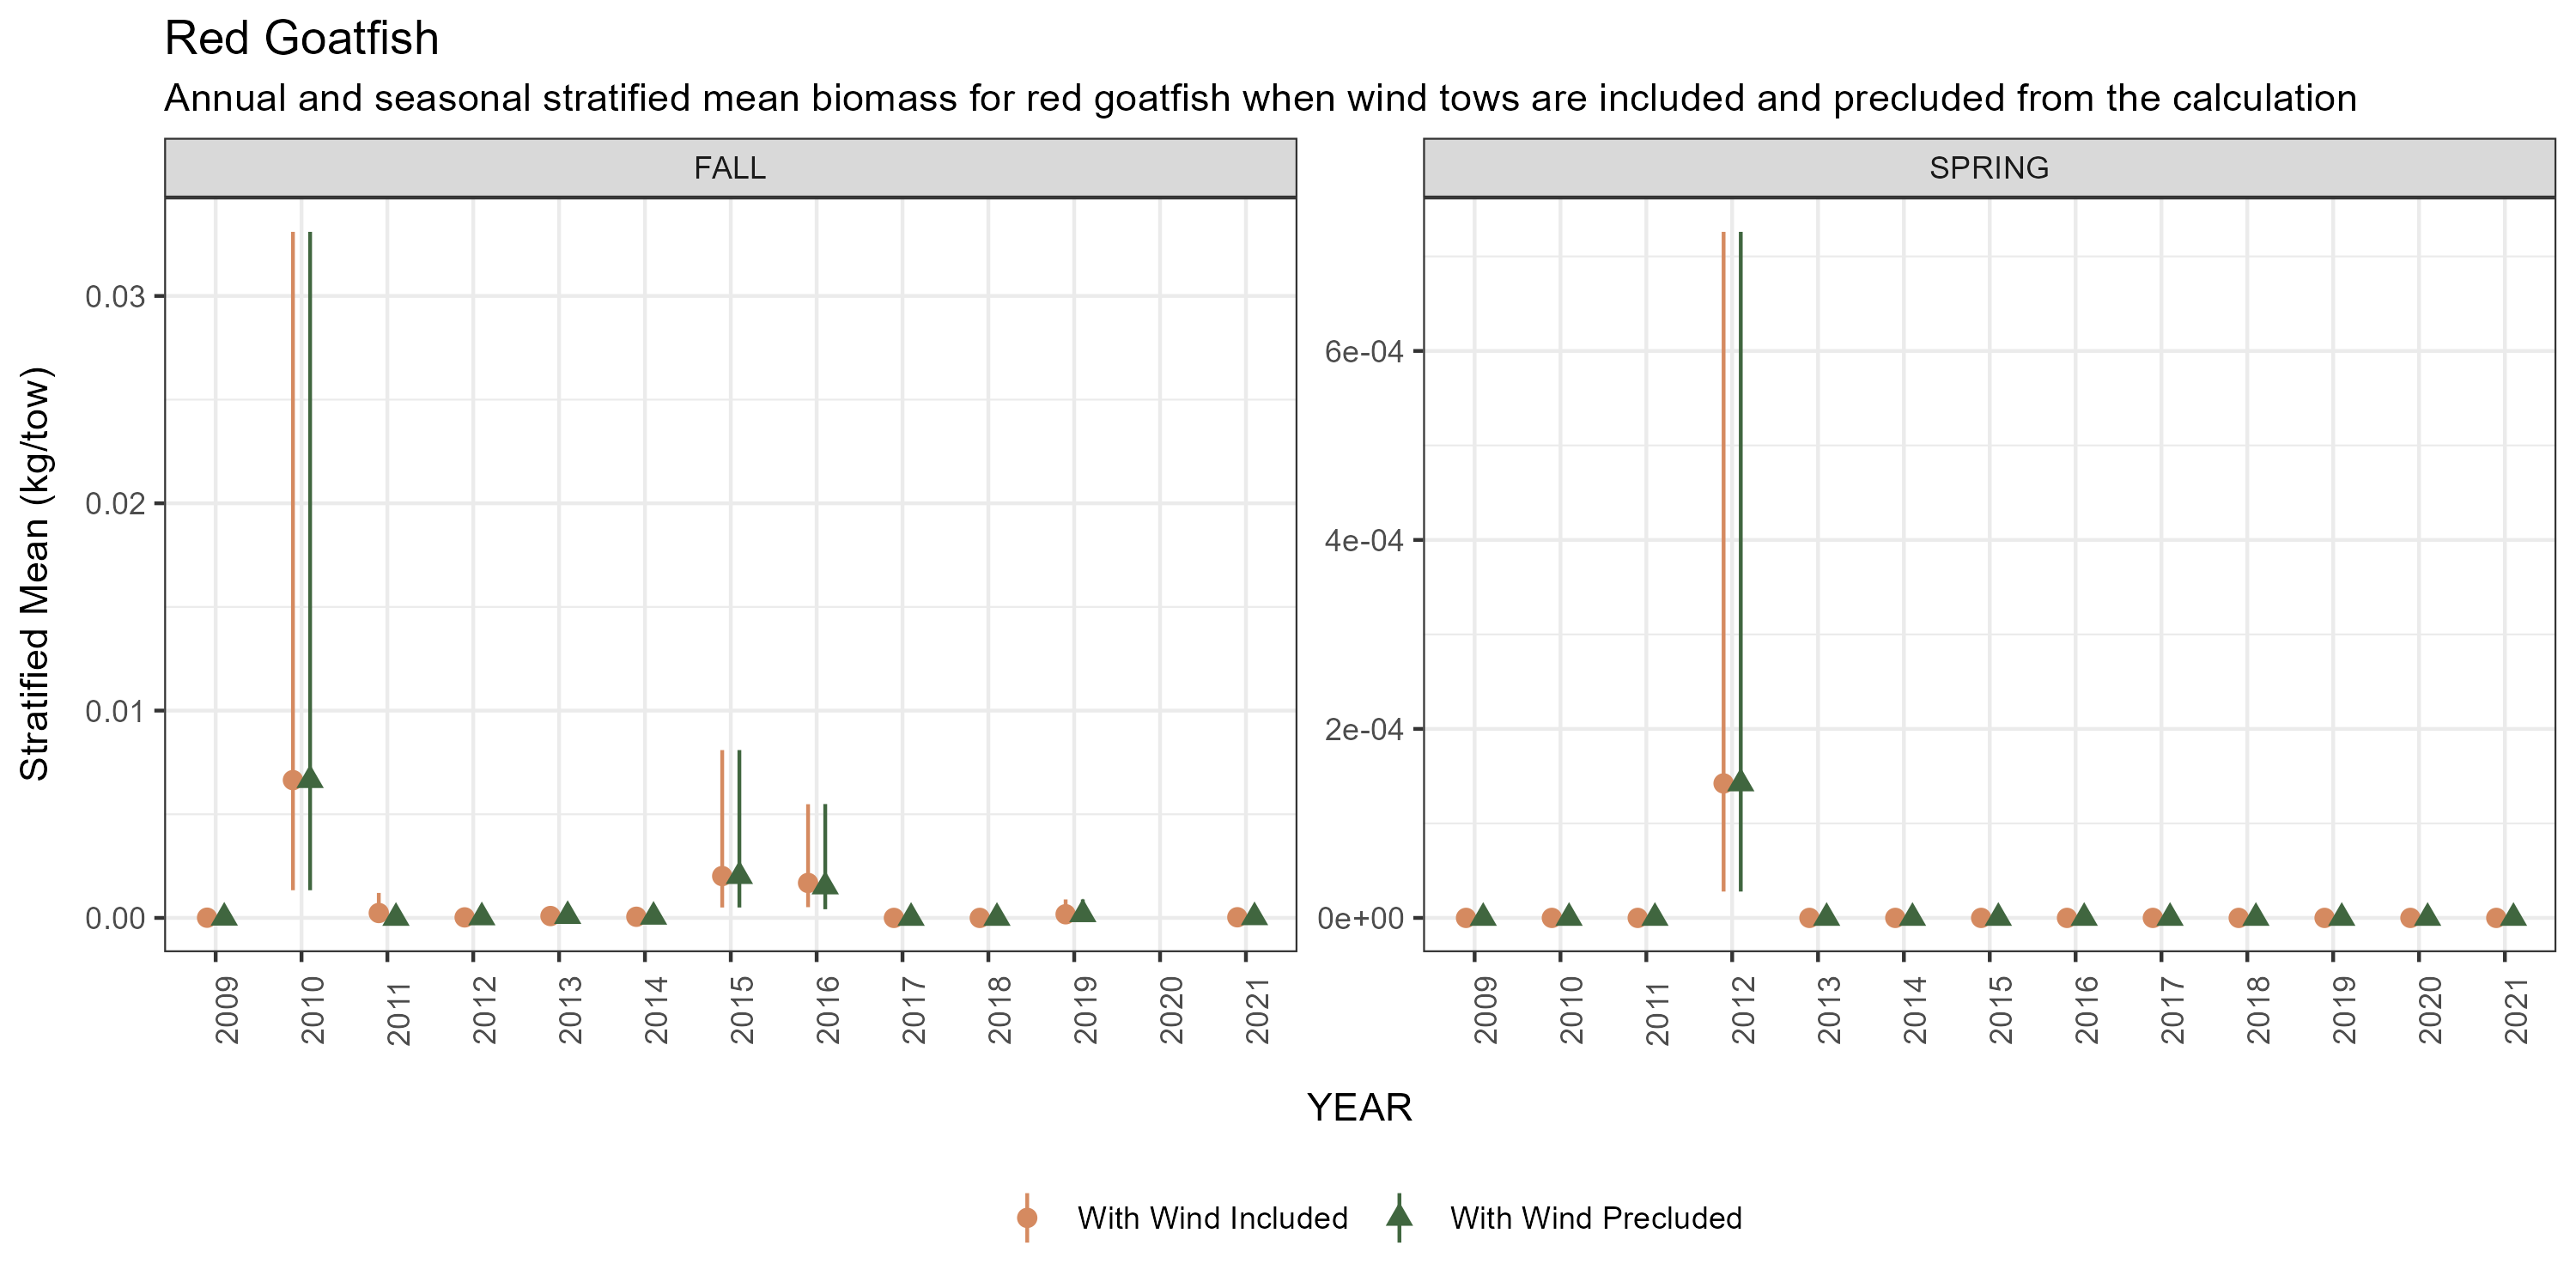 Red Goatfish
Annual and seasonal stratified mean biomass for red goatfish when wind tows are included and precluded from the calculation
FALL
SPRING
Stratified Mean (kg/tow)
0.03
0.02
0.01
0.00
6e-04
4e-04
2e-04
0e+00
2009 2010 2011 2012 2013 2014 2015 2016 2017 2018 2019 2020 2021
2009 2010 2011 2012 2013 2014 2015 2016 2017 2018 2019 2020 2021
YEAR
With Wind Included With Wind Precluded